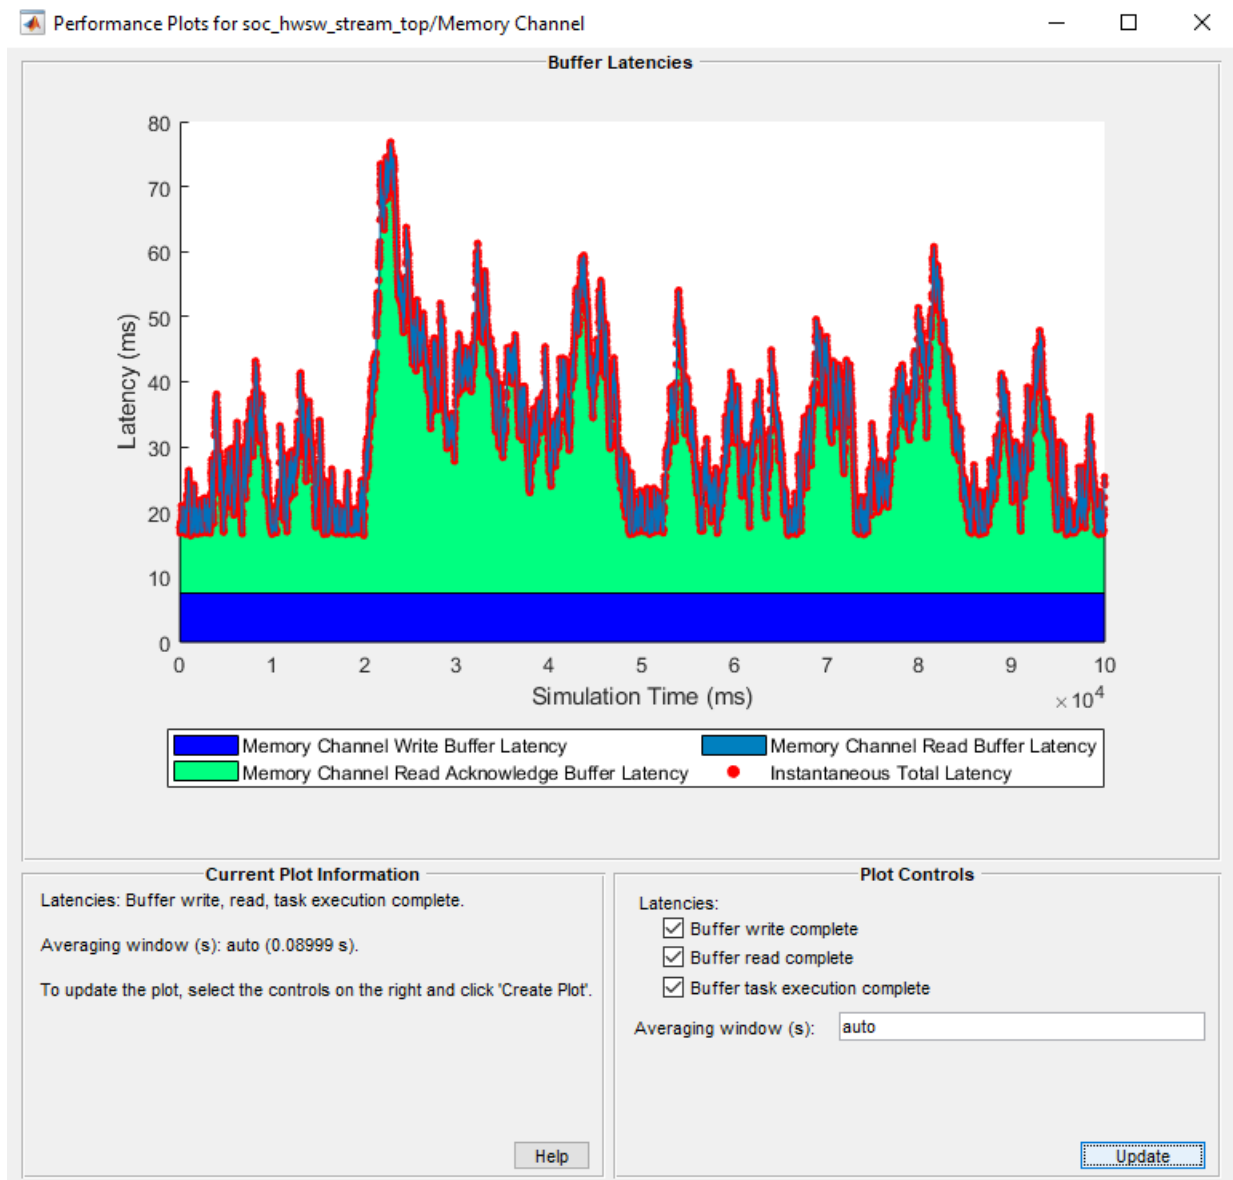 Performance Plots for soc_hwsw_stream_top/Memory Channel
Buffer Latencies
80
70
60
50
40
30
20
10
0
Latency (ms)
0 1 2 3 4 5 6 7 8 9 10
Simulation Time (ms)
×10⁴
Memory Channel Write Buffer Latency
Memory Channel Read Buffer Latency
Memory Channel Read Acknowledge Buffer Latency
Instantaneous Total Latency
Current Plot Information
Latencies: Buffer write, read, task execution complete.
Averaging window (s): auto (0.08999 s).
To update the plot, select the controls on the right and click 'Create Plot'.
Help
Plot Controls
Latencies:
Buffer write complete
Buffer read complete
Buffer task execution complete
Averaging window (s): auto
Update